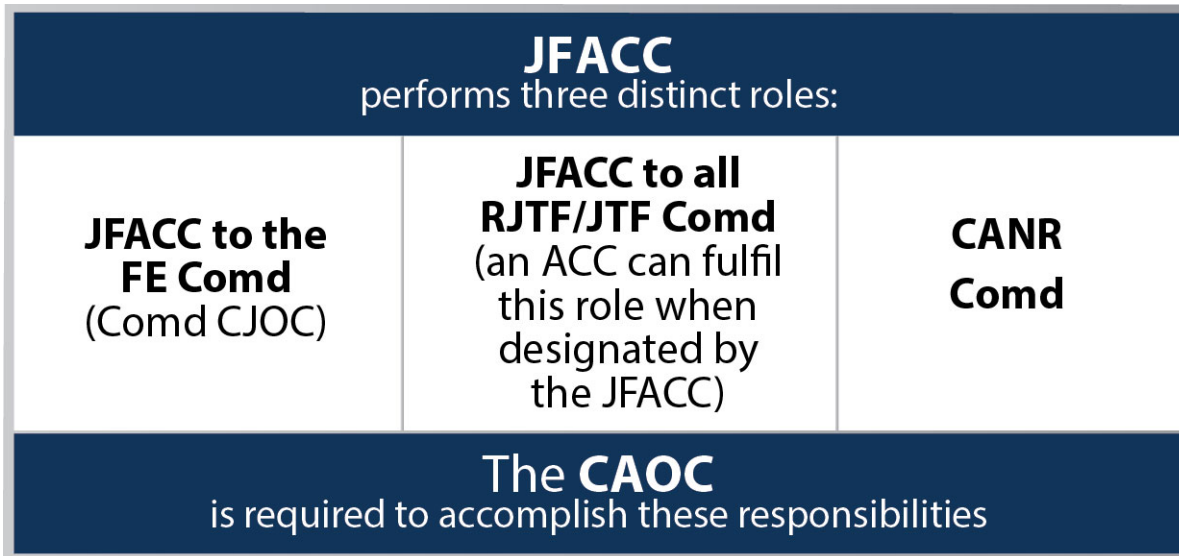 JFACC
performs three distinct roles:
JFACC to the
FE Comd
(Comd CJOC)
JFACC to all
RJTF/JTF Comd
(an ACC can fulfil
this role when
designated by
the JFACC)
CANR
Comd
The CAOC
is required to accomplish these responsibilities